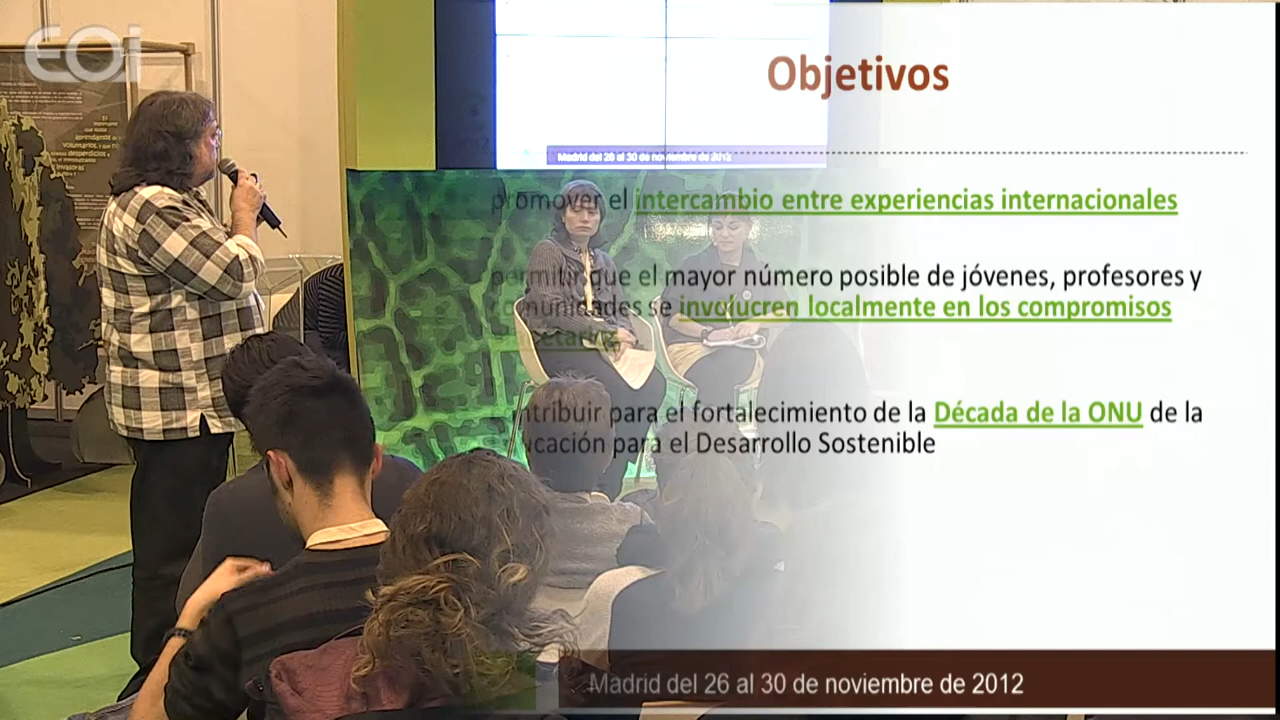 EOi
Madrid del 26 al 30 de noviembre de 2012
Objetivos
promover el intercambio entre experiencias internacionales
permitir que el mayor número posible de jóvenes, profesores y
comunidades se involucren localmente en los compromisos
contribuir para el fortalecimiento de la Década de la ONU de la
educación para el Desarrollo Sostenible
Madrid del 26 al 30 de noviembre de 2012